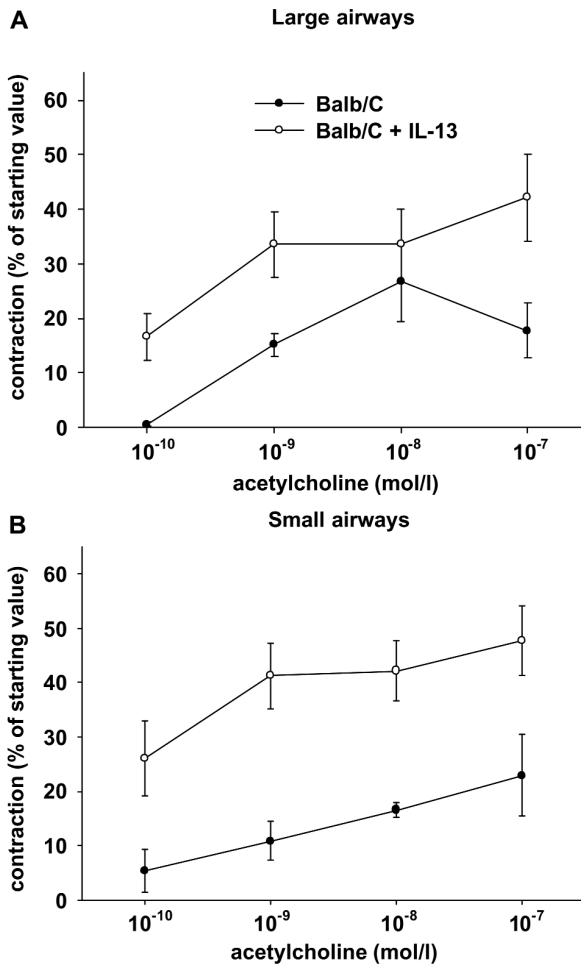 A
Large airways
Balb/C
Balb/C + IL-13
contraction (% of starting value)
60
50
40
30
20
10
0
10⁻¹⁰ 10⁻⁹ 10⁻⁸ 10⁻⁷
acetylcholine (mol/l)
B
Small airways
contraction (% of starting value)
60
50
40
30
20
10
0
10⁻¹⁰ 10⁻⁹ 10⁻⁸ 10⁻⁷
acetylcholine (mol/l)